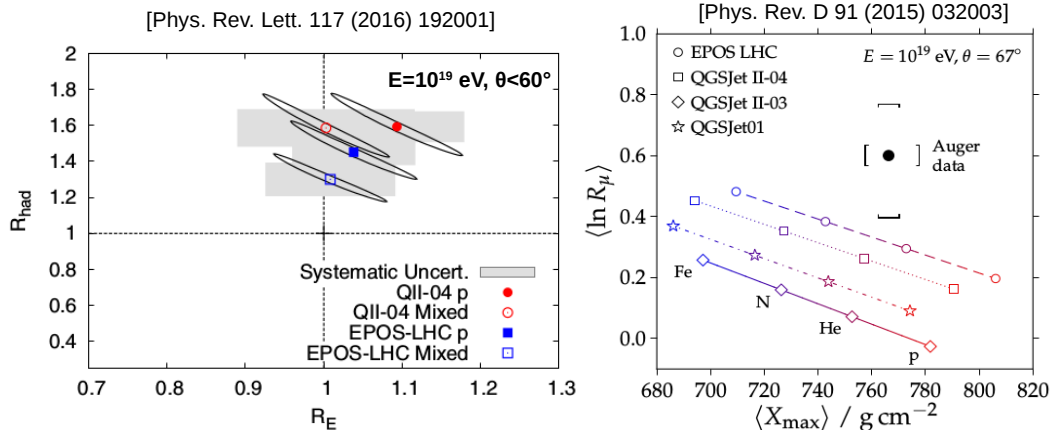 [Phys. Rev. Lett. 117 (2016) 192001]
E=10¹⁹ eV, θ<60°
R_had
2
1.8
1.6
1.4
1.2
1
0.8
0.6
0.4
Systematic Uncert.
QII-04 p
QII-04 Mixed
EPOS-LHC p
EPOS-LHC Mixed
0.7 0.8 0.9 1 1.1 1.2 1.3
R_E
[Phys. Rev. D 91 (2015) 032003]
EPOS LHC
QGSJet II-04
QGSJet II-03
QGSJet01
E = 10¹⁹ eV, θ = 67°
Auger
data
⟨ln R_μ⟩
1.0
0.8
0.6
0.4
0.2
0.0
Fe
N
He
p
680 700 720 740 760 780 800 820
⟨X_max⟩ / g cm⁻²